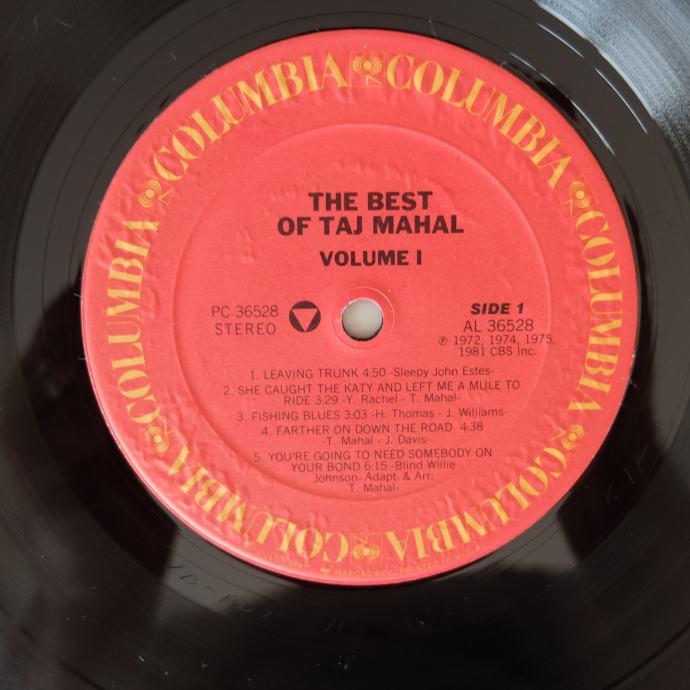 COLUMBIA COLUMBIA COLUMBIA COLUMBIA COLUMBIA COLUMBIA COLUMBIA
THE BEST
OF TAJ MAHAL
VOLUME I
PC 36528
STEREO
SIDE 1
AL 36528
℗ 1972, 1974, 1975,
1981 CBS Inc.
1. LEAVING TRUNK 4:50 -Sleepy John Estes-
2. SHE CAUGHT THE KATY AND LEFT ME A MULE TO
RIDE 3:29 -Y. Rachel - T. Mahal-
3. FISHING BLUES 3:03 -H. Thomas - J. Williams-
4. FARTHER ON DOWN THE ROAD 4:38
-T. Mahal - J. Davis-
5. YOU'RE GOING TO NEED SOMEBODY ON
YOUR BOND 6:15 -Blind Willie
Johnson- Adapt. & Arr:
T. Mahal-